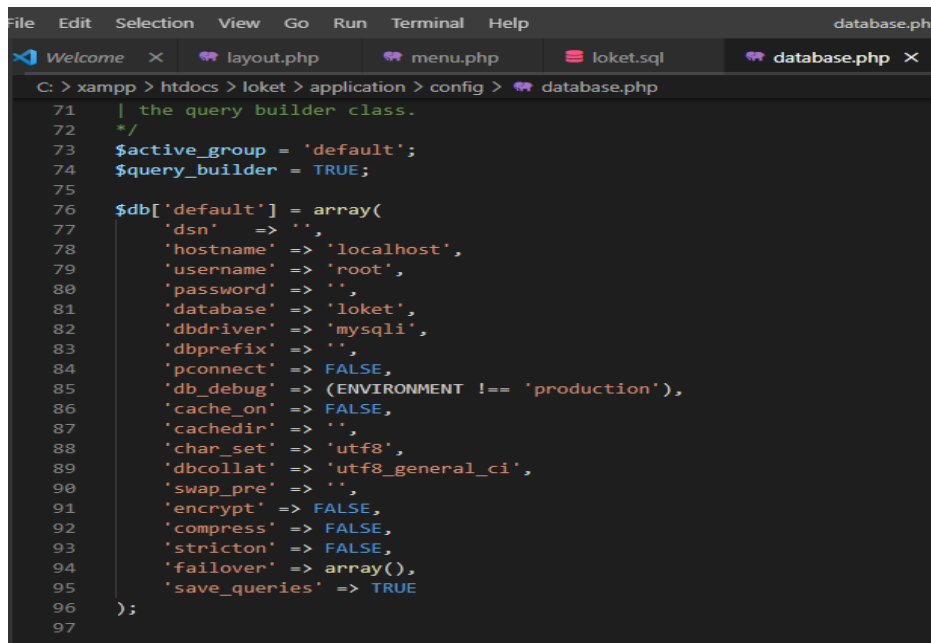 File Edit Selection View Go Run Terminal Help database.ph
Welcome × layout.php menu.php loket.sql database.php ×
C: > xampp > htdocs > loket > application > config > database.php
71 | the query builder class.
72 */
73 $active_group = 'default';
74 $query_builder = TRUE;
75
76 $db['default'] = array(
77 'dsn' => '',
78 'hostname' => 'localhost',
79 'username' => 'root',
80 'password' => '',
81 'database' => 'loket',
82 'dbdriver' => 'mysqli',
83 'dbprefix' => '',
84 'pconnect' => FALSE,
85 'db_debug' => (ENVIRONMENT !== 'production'),
86 'cache_on' => FALSE,
87 'cachedir' => '',
88 'char_set' => 'utf8',
89 'dbcollat' => 'utf8_general_ci',
90 'swap_pre' => '',
91 'encrypt' => FALSE,
92 'compress' => FALSE,
93 'stricton' => FALSE,
94 'failover' => array(),
95 'save_queries' => TRUE
96 );
97